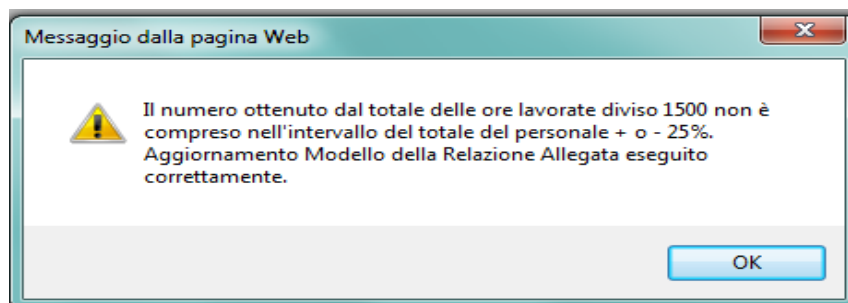 Messaggio dalla pagina Web
Il numero ottenuto dal totale delle ore lavorate diviso 1500 non è
compreso nell'intervallo del totale del personale + o - 25%.
Aggiornamento Modello della Relazione Allegata eseguito
correttamente.
OK